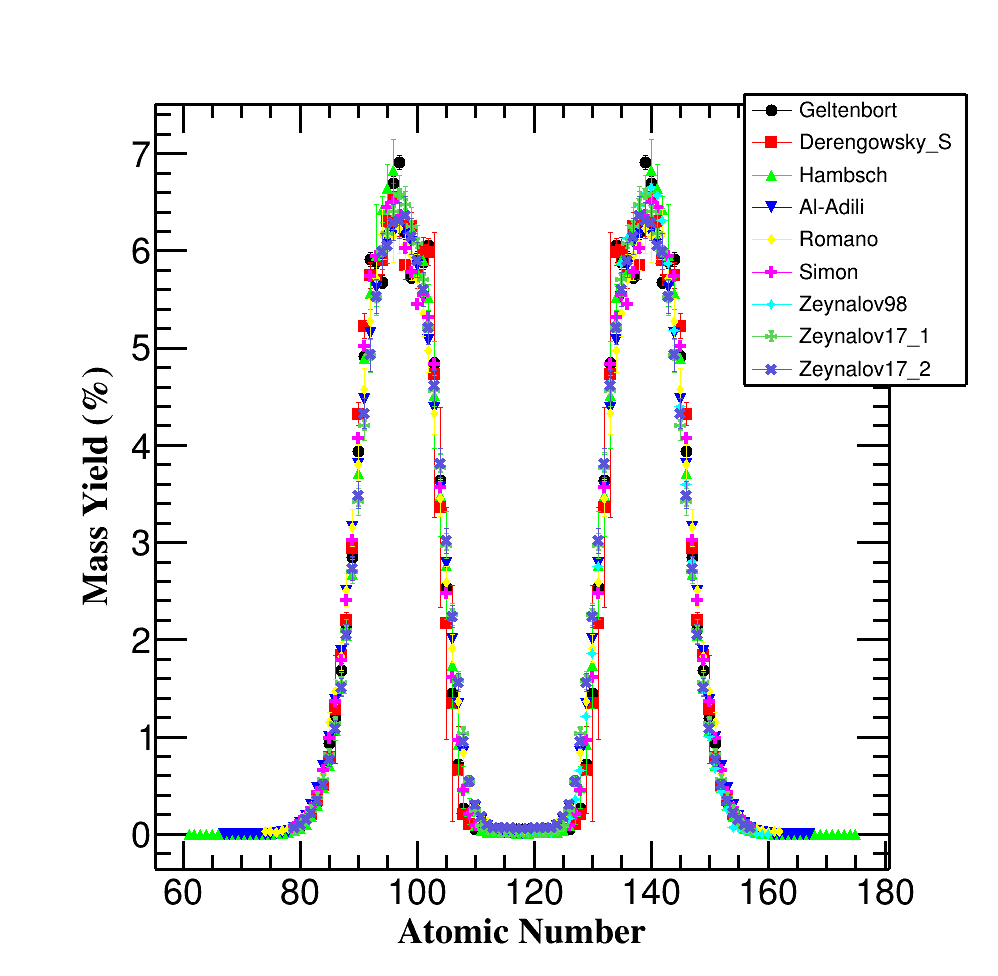 Geltenbort
Derengowsky_S
Hambsch
Al-Adili
Romano
Simon
Zeynalov98
Zeynalov17_1
Zeynalov17_2
7
6
5
4
3
2
1
0
Mass Yield (%)
60 80 100 120 140 160 180
Atomic Number